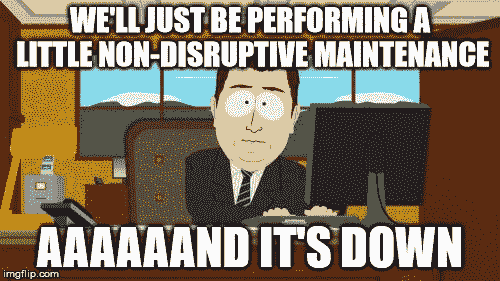 WE'LL JUST BE PERFORMING A
LITTLE NON-DISRUPTIVE MAINTENANCE
AAAAAAND IT'S DOWN
imgflip.com